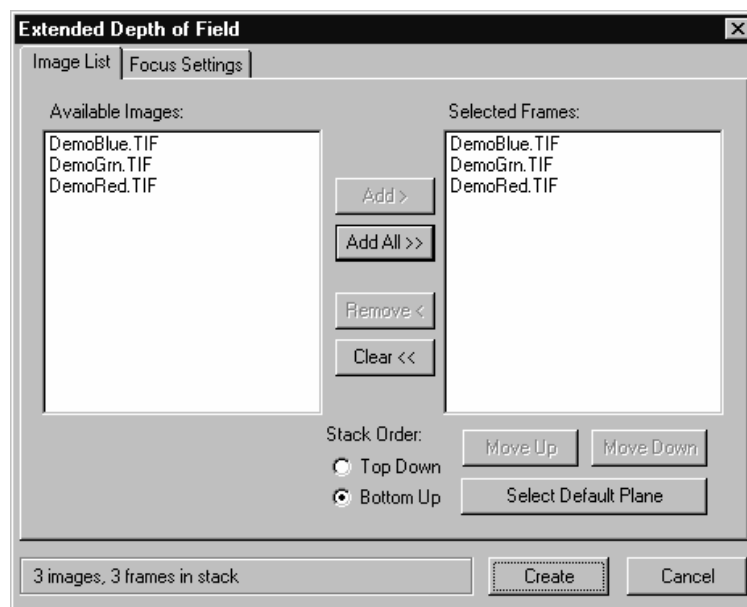 Extended Depth of Field
Image List
Focus Settings
Available Images:
DemoBlue.TIF
DemoGrn.TIF
DemoRed.TIF
Add >
Add All >>
Remove <
Clear <<
Selected Frames:
DemoBlue.TIF
DemoGrn.TIF
DemoRed.TIF
Stack Order:
Top Down
Bottom Up
Move Up
Move Down
Select Default Plane
3 images, 3 frames in stack
Create
Cancel